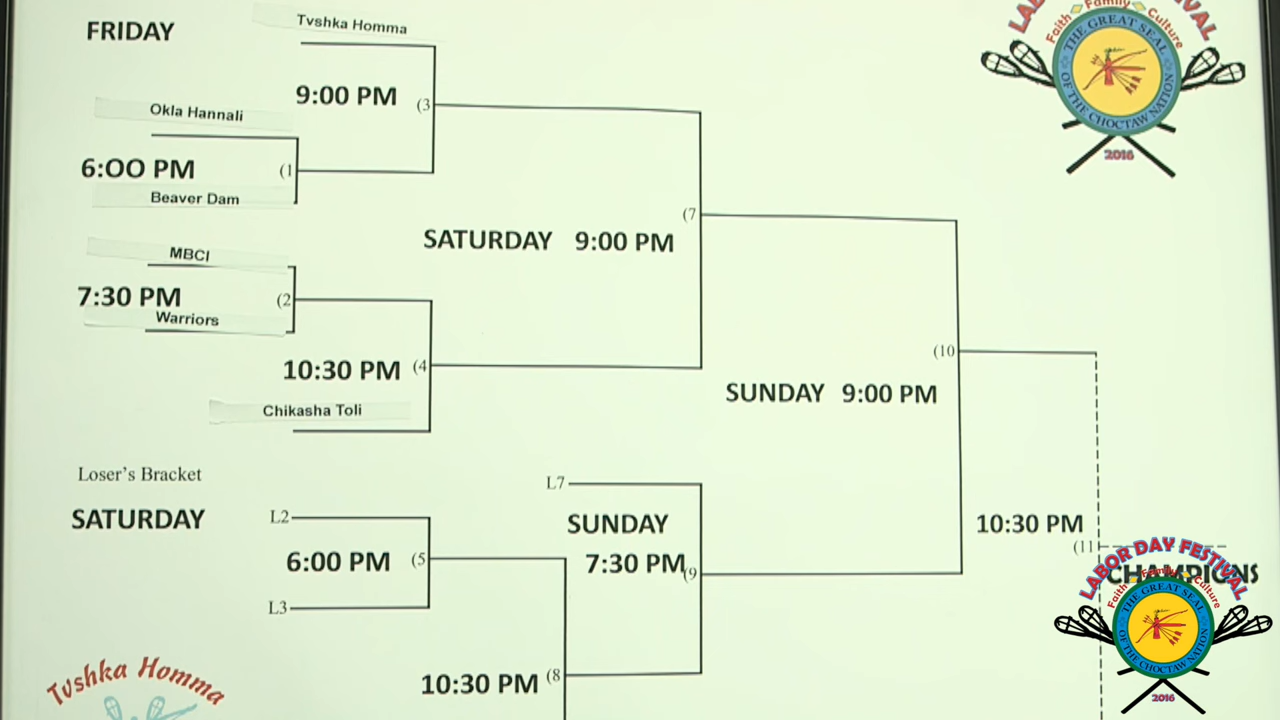 FRIDAY
Tvshka Homma
9:00 PM
(3
Okla Hannali
6:OO PM
(1
Beaver Dam
MBCI
7:30 PM
(2
Warriors
10:30 PM
(4
Chikasha Toli
SATURDAY 9:00 PM
(7
SUNDAY 9:00 PM
(10
Loser's Bracket
SATURDAY
L2
6:00 PM
(5
L3
L7
SUNDAY
7:30 PM
(9
10:30 PM
(8
10:30 PM
(11
CHAMPIONS
Tvshka Homma
Faith Family Culture
THE GREAT SEAL
OF THE CHOCTAW NATION
2016
LABOR DAY FESTIVAL
Faith Family Culture
THE GREAT SEAL
OF THE CHOCTAW NATION
2016